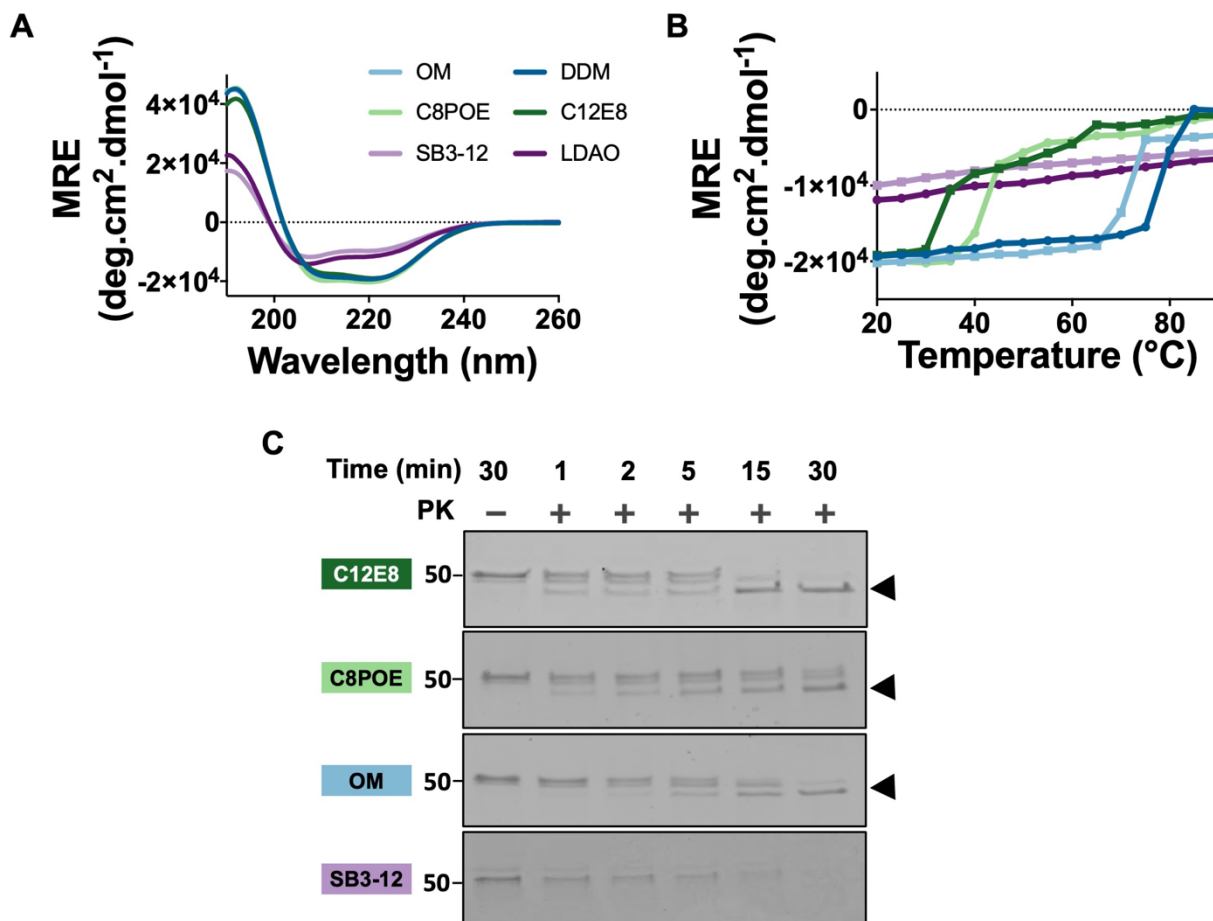 A
MRE
(deg.cm².dmol⁻¹)
4×10⁴
2×10⁴
0
-2×10⁴
OM
DDM
C8POE
C12E8
SB3-12
LDAO
200
220
240
260
Wavelength (nm)
B
MRE
(deg.cm².dmol⁻¹)
0
-1×10⁴
-2×10⁴
20
40
60
80
Temperature (°C)
C
Time (min) 30 1 2 5 15 30
PK − + + + + +
C12E8 50
C8POE 50
OM 50
SB3-12 50